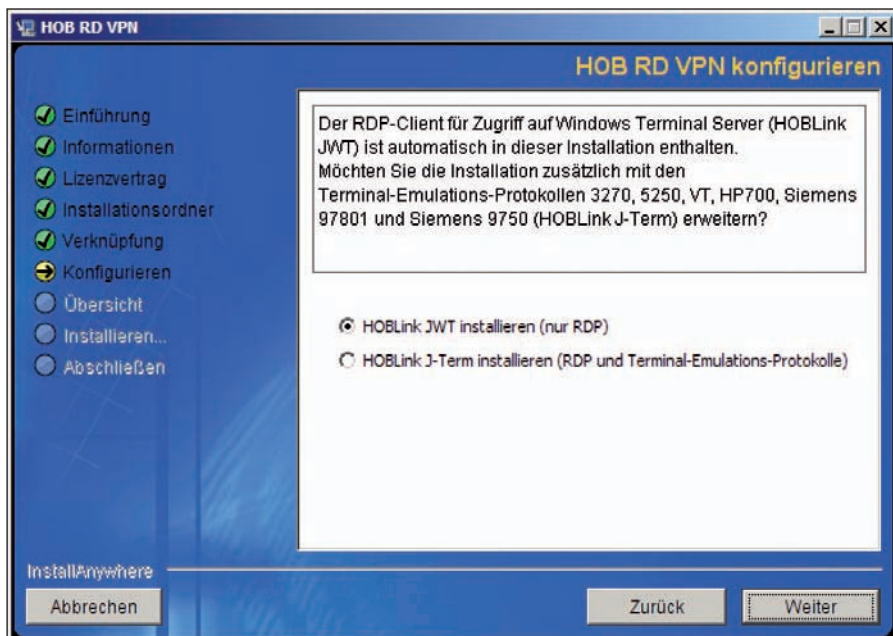 HOB RD VPN
HOB RD VPN konfigurieren
Einführung
Informationen
Lizenzvertrag
Installationsordner
Verknüpfung
Konfigurieren
Übersicht
Installieren...
Abschließen
Der RDP-Client für Zugriff auf Windows Terminal Server (HOBLink
JWT) ist automatisch in dieser Installation enthalten.
Möchten Sie die Installation zusätzlich mit den
Terminal-Emulations-Protokollen 3270, 5250, VT, HP700, Siemens
97801 und Siemens 9750 (HOBLink J-Term) erweitern?
HOBLink JWT installieren (nur RDP)
HOBLink J-Term installieren (RDP und Terminal-Emulations-Protokolle)
InstallAnywhere
Abbrechen
Zurück
Weiter